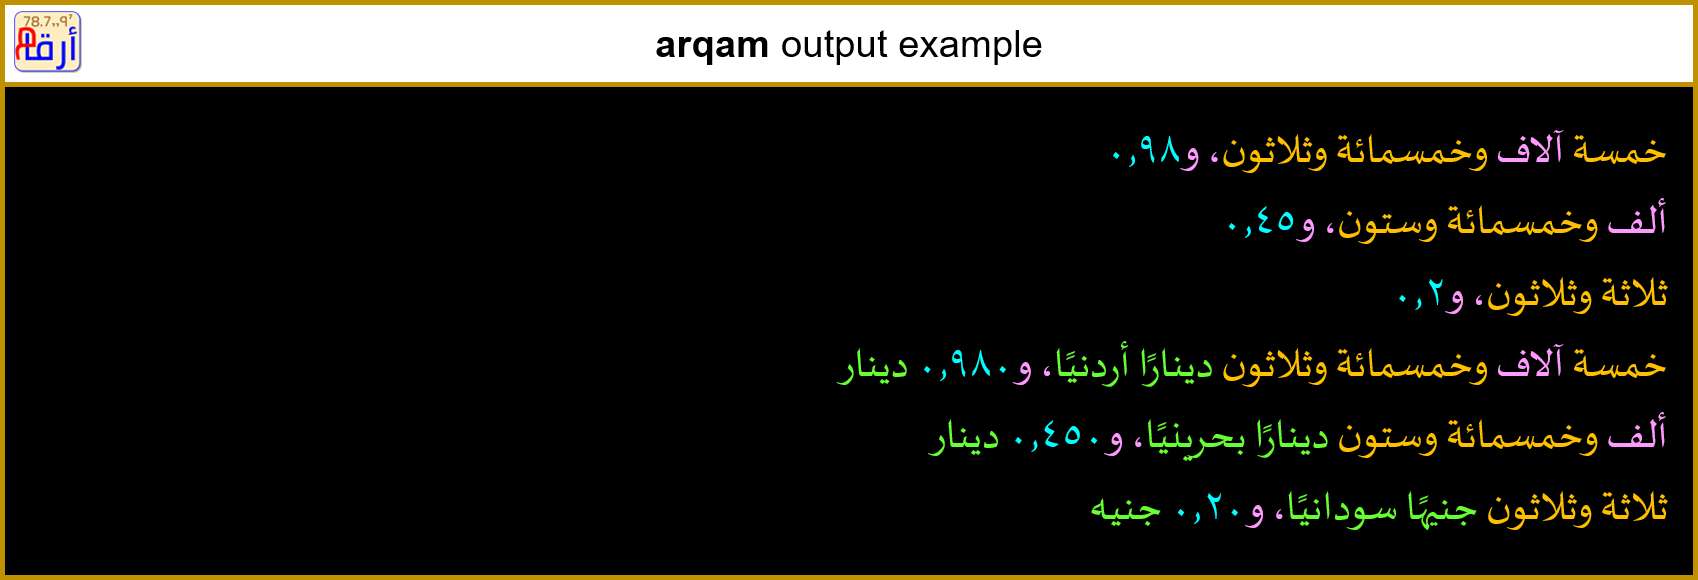 78.7,,٩٢
أرقام
arqam output example
خمسة آلاف وخمسمائة وثلاثون، و٠,٩٨
ألف وخمسمائة وستون، و٠,٤٥
ثلاثة وثلاثون، و٠,٢
خمسة آلاف وخمسمائة وثلاثون دينارًا أردنيًا، و٠,٩٨٠ دينار
ألف وخمسمائة وستون دينارًا بحرينيًا، و٠,٤٥٠ دينار
ثلاثة وثلاثون جنيهًا سودانيًا، و٠,٢٠ جنيه